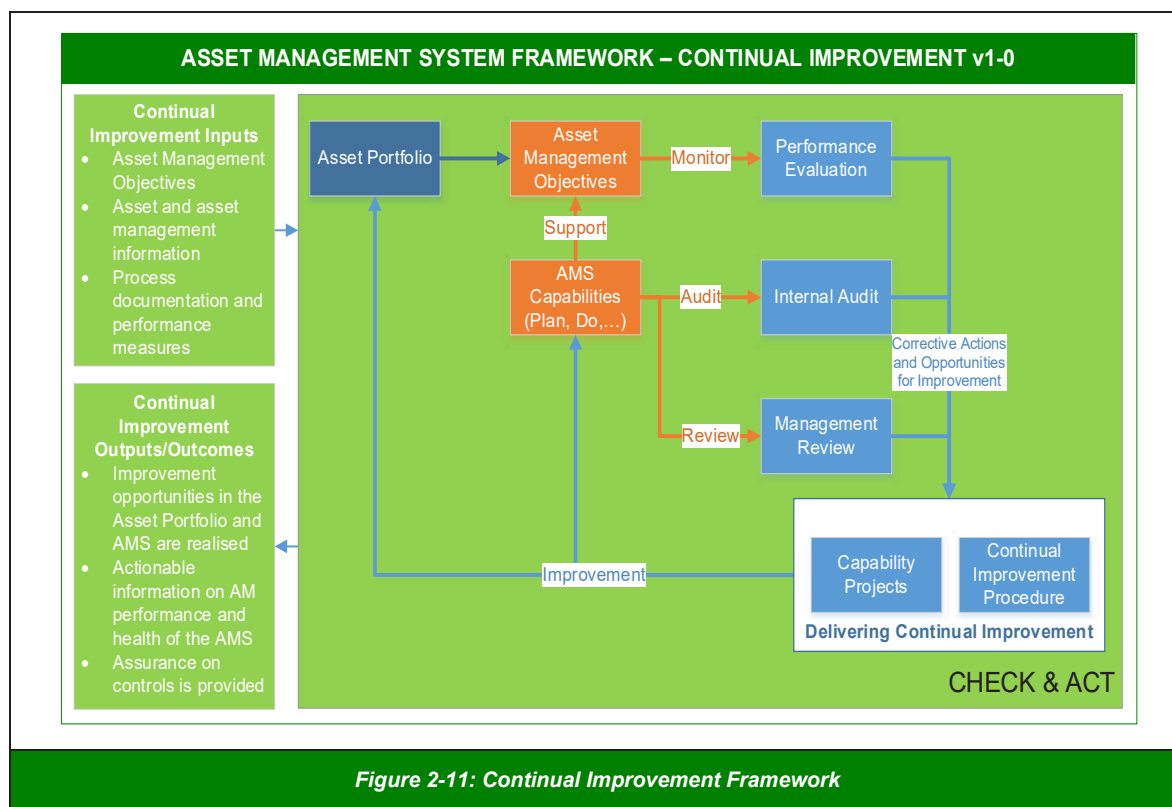 ASSET MANAGEMENT SYSTEM FRAMEWORK – CONTINUAL IMPROVEMENT v1-0
Continual
Improvement Inputs
• Asset Management
Objectives
• Asset and asset
management
information
• Process
documentation and
performance
measures
Continual
Improvement
Outputs/Outcomes
• Improvement
opportunities in the
Asset Portfolio and
AMS are realised
• Actionable
information on AM
performance and
health of the AMS
• Assurance on
controls is provided
Asset Portfolio
Asset
Management
Objectives
Monitor
Performance
Evaluation
Support
AMS
Capabilities
(Plan, Do,…)
Audit
Internal Audit
Corrective Actions
and Opportunities
for Improvement
Review
Management
Review
Improvement
Capability
Projects
Continual
Improvement
Procedure
Delivering Continual Improvement
CHECK & ACT
Figure 2-11: Continual Improvement Framework